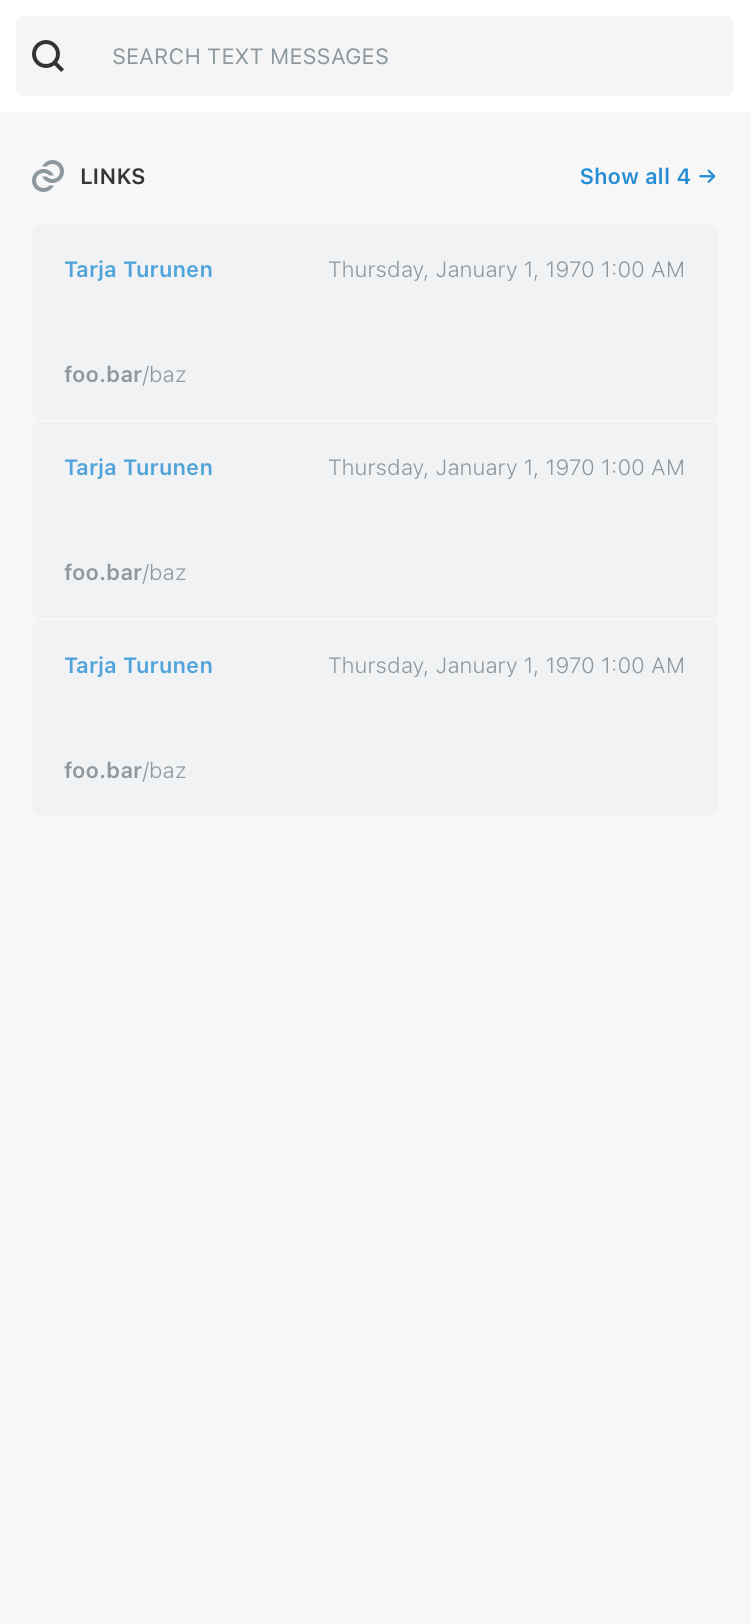 SEARCH TEXT MESSAGES
LINKS Show all 4 →
Tarja Turunen Thursday, January 1, 1970 1:00 AM
foo.bar/baz
Tarja Turunen Thursday, January 1, 1970 1:00 AM
foo.bar/baz
Tarja Turunen Thursday, January 1, 1970 1:00 AM
foo.bar/baz